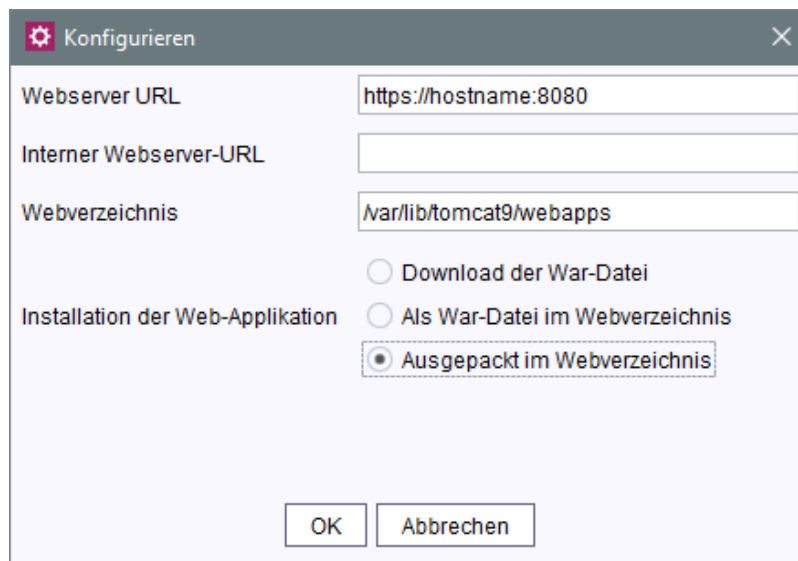 Konfigurieren
Webserver URL https://hostname:8080
Interner Webserver-URL
Webverzeichnis /var/lib/tomcat9/webapps
Download der War-Datei
Installation der Web-Applikation Als War-Datei im Webverzeichnis
Ausgepackt im Webverzeichnis
OK Abbrechen